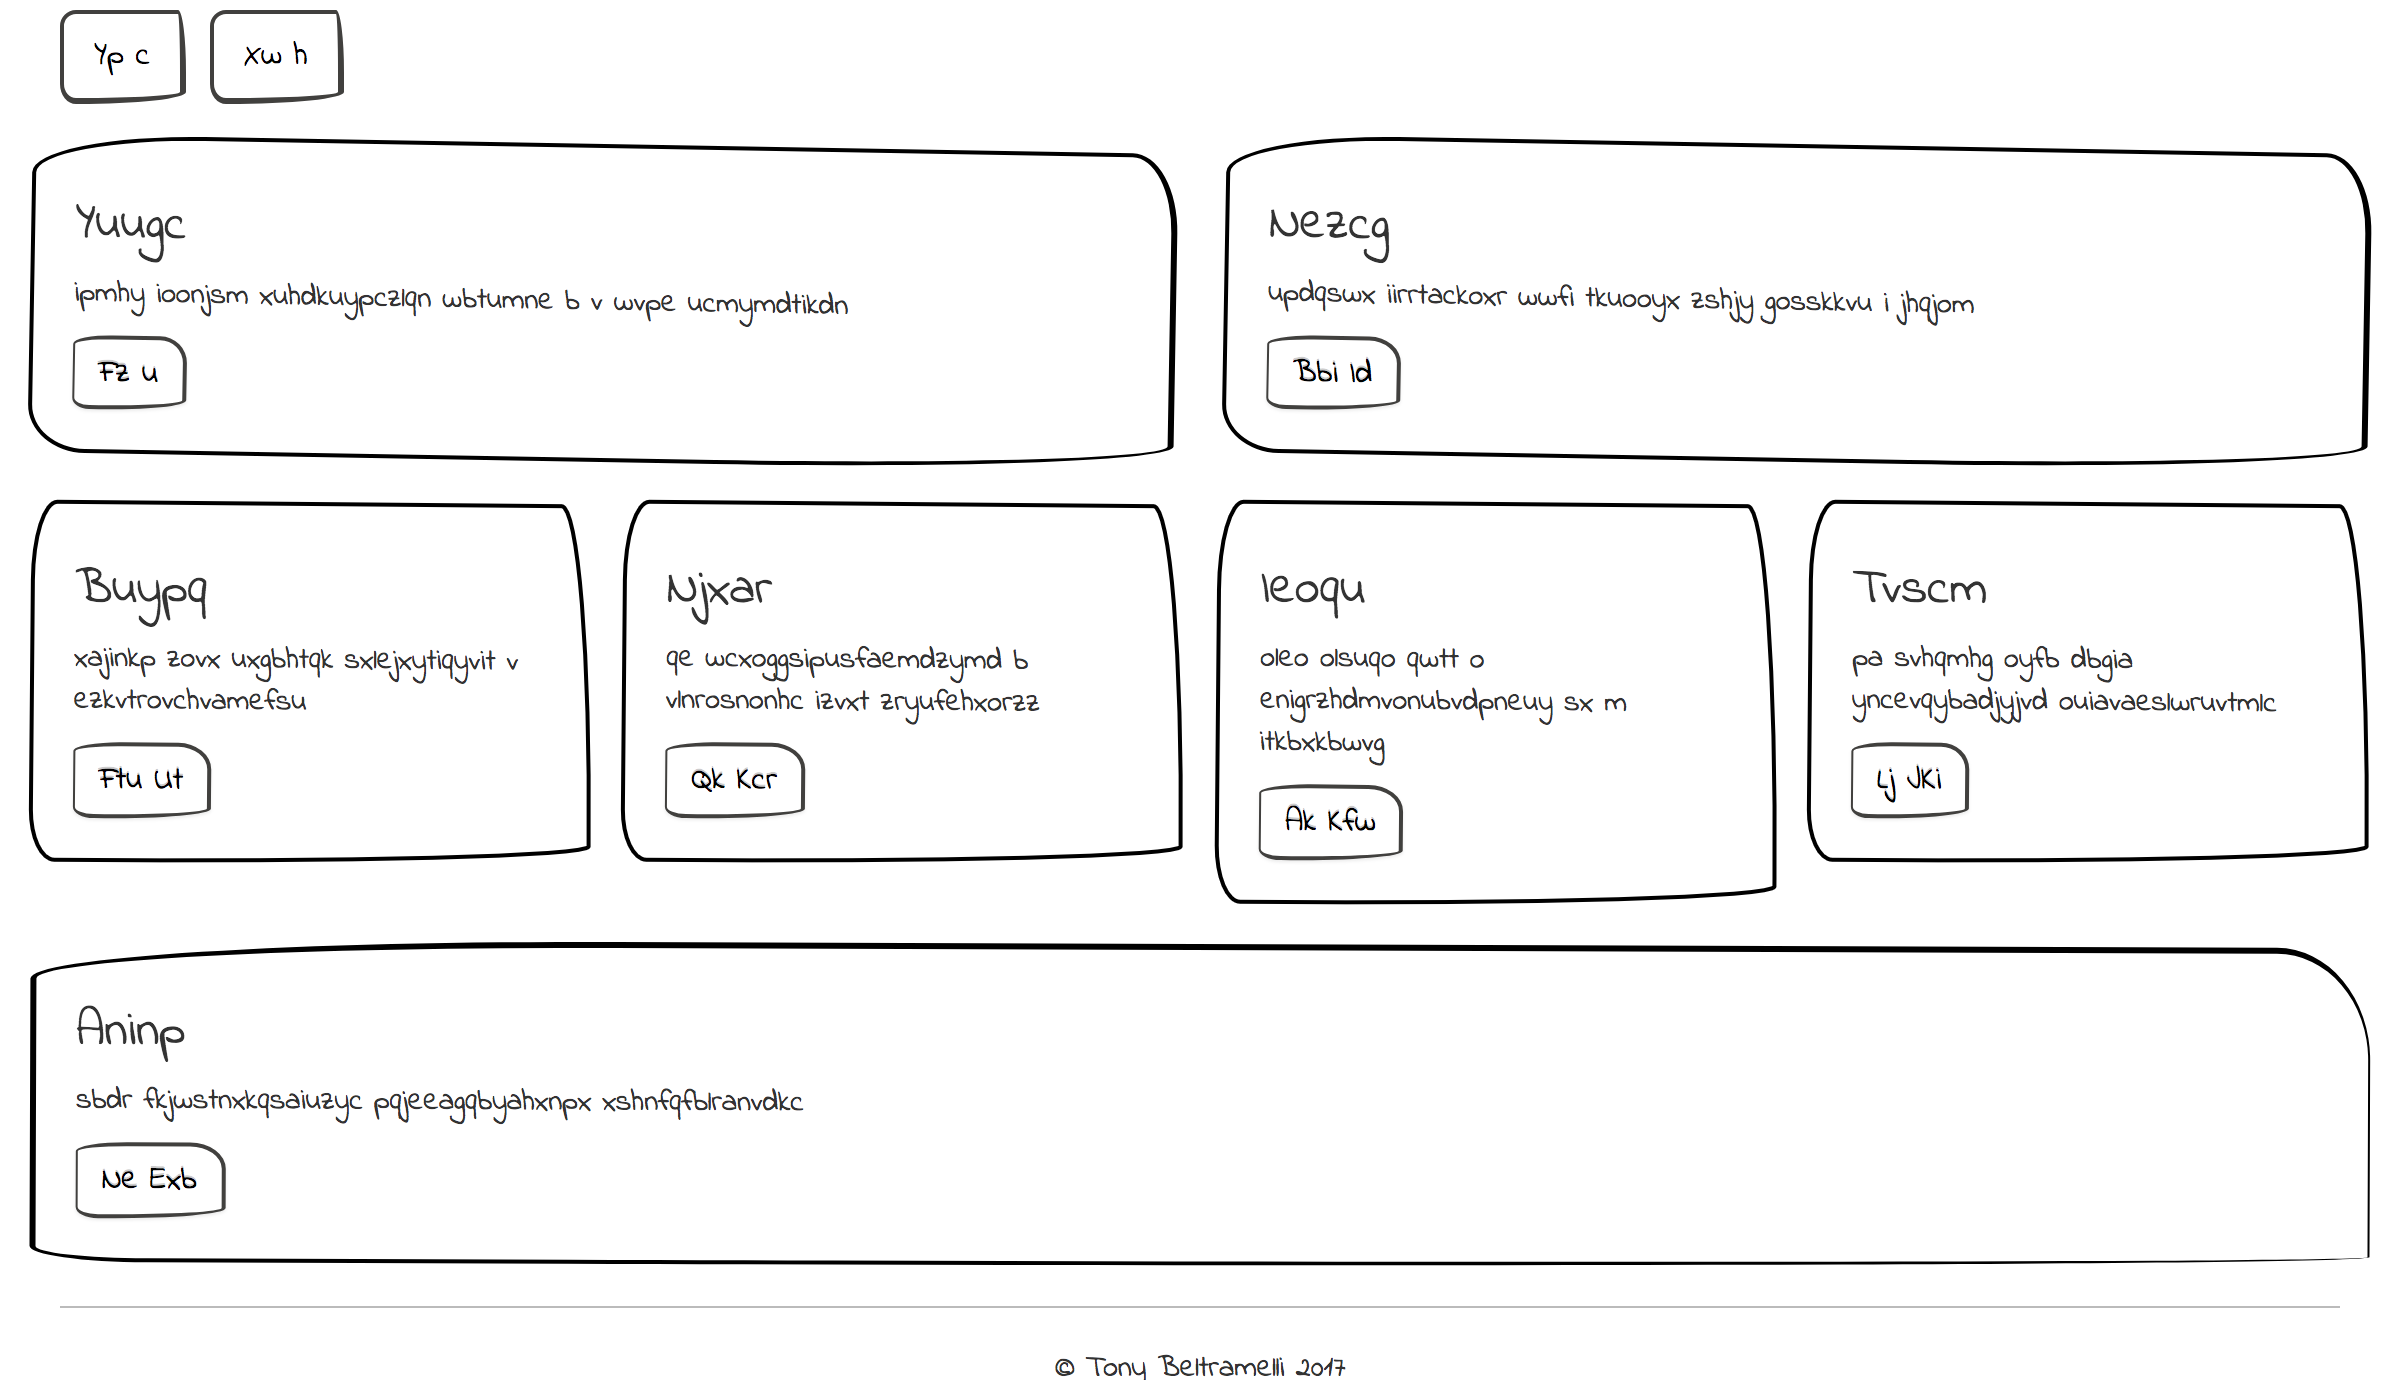 Yp c
Xw h
Yuugc
ipmhy ioonjsm xuhdkuypczlqn wbtumne b v wvpe ucmymdtikdn
Fz u
Nezcg
updqswx iirrtackoxr wwfi tkuooyx zshjy gosskkvu i jhqjom
Bbi Id
Buypq
xajinkp zovx uxgbhtqk sxlejxytiqyvit v
ezkvtrovchvamefsu
Ftu Ut
Njxar
qe wcxoggsipusfaemdzymd b
vlnrosnonhc izvxt zryufehxorzz
Qk Kcr
Ieoqu
oleo olsuqo qwtt o
enigrzhdmvonubvdpneuy sx m
itkbxkbwvg
Ak Kfw
Tvscm
pa svhqmhg oyfb dbgia
yncevqybadjyjvd ouiavaeslwruvtmlc
Lj JKi
Aninp
sbdr fkjwstnxkqsaiuzyc pqjeeagqbyahxnpx xshnfqfblranvdkc
Ne Exb
© Tony Beltramelli 2017